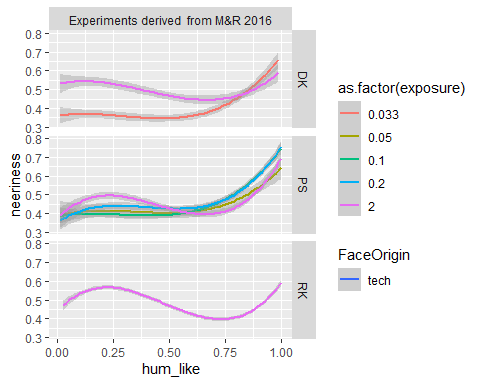 Experiments derived from M&R 2016
0.8
0.7
0.6
0.5
0.4
0.3
DK
0.8
0.7
0.6
0.5
0.4
0.3
PS
0.8
0.7
0.6
0.5
0.4
0.3
RK
neeriness
0.00 0.25 0.50 0.75 1.00
hum_like
as.factor(exposure)
0.033
0.05
0.1
0.2
2
FaceOrigin
tech